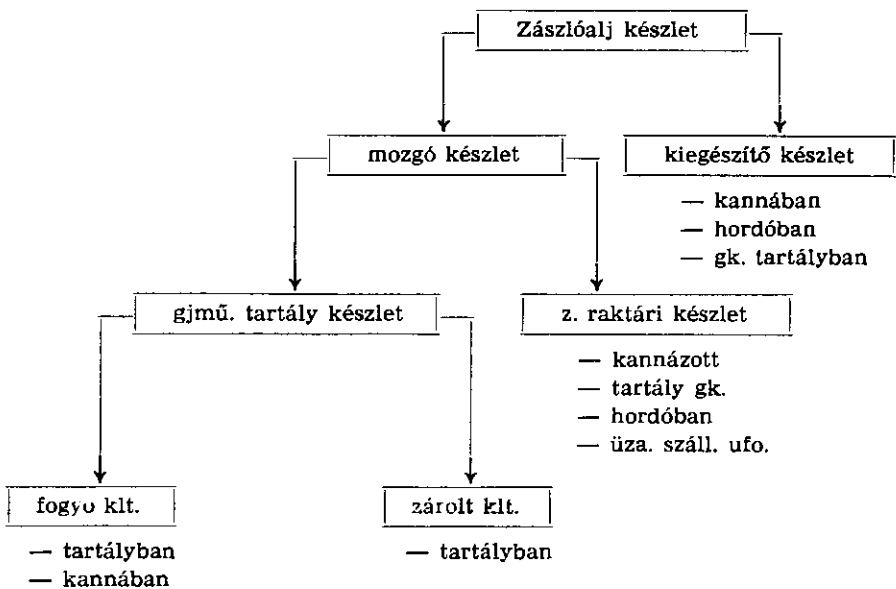 Zászlóalj készlet
mozgó készlet
kiegészítő készlet
— kannában
— hordóban
— gk. tartályban
gjmű. tartály készlet
z. raktári készlet
— kannázott
— tartály gk.
— hordóban
— üza. száll. ufo.
fogyo klt.
zárolt klt.
— tartályban
— kannában
— tartályban